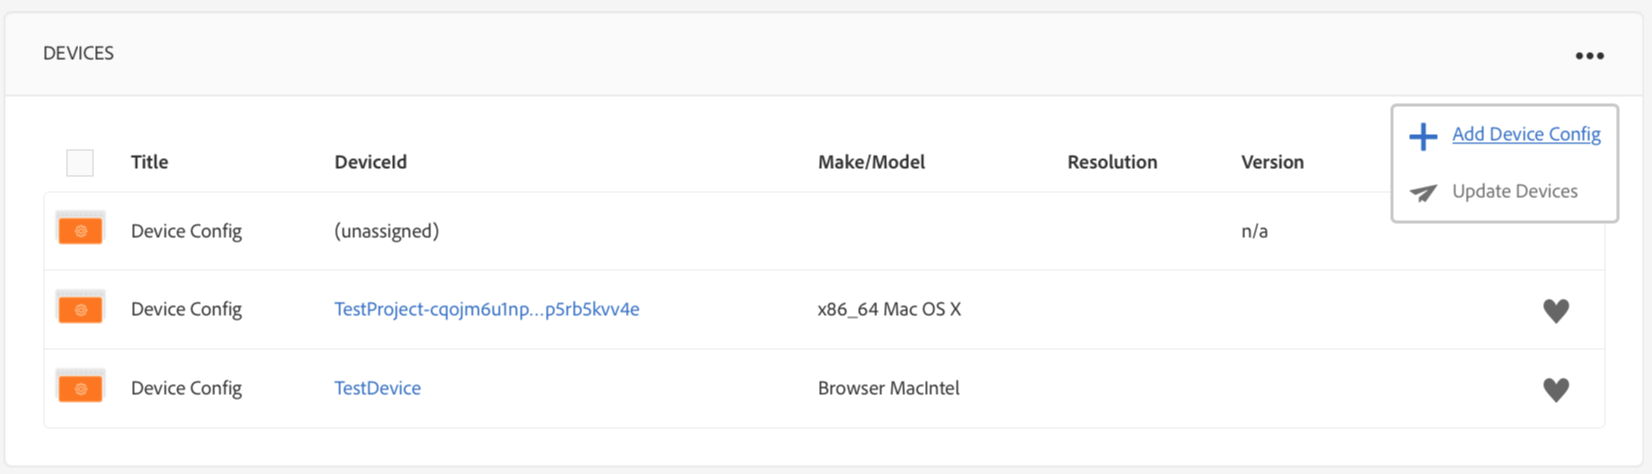 DEVICES
Add Device Config
Update Devices
Title DeviceId Make/Model Resolution Version
Device Config (unassigned) n/a
Device Config TestProject-cqojm6u1np...p5rb5kvv4e x86_64 Mac OS X
Device Config TestDevice Browser MacIntel